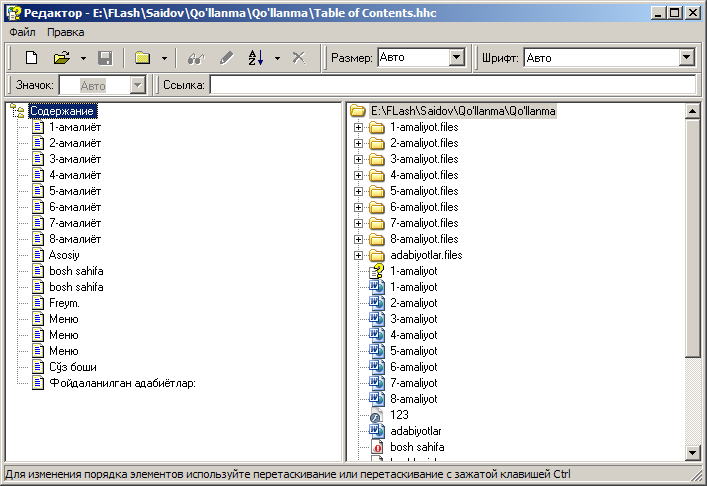 Редактор - E:\FLash\Saidov\Qo'llanma\Qo'llanma\Table of Contents.hhc
Файл Правка
Размер: Авто Шрифт: Авто
Значок: Авто Ссылка:
Содержание
1-амалиёт
2-амалиёт
3-амалиёт
4-амалиёт
5-амалиёт
6-амалиёт
7-амалиёт
8-амалиёт
Asosiy
bosh sahifa
bosh sahifa
Freym.
Меню
Меню
Меню
Сўз боши
Фойдаланилган адабиётлар:
E:\FLash\Saidov\Qo'llanma\Qo'llanma
1-amaliyot.files
2-amaliyot.files
3-amaliyot.files
4-amaliyot.files
5-amaliyot.files
6-amaliyot.files
7-amaliyot.files
8-amaliyot.files
adabiyotlar.files
1-amaliyot
1-amaliyot
2-amaliyot
3-amaliyot
4-amaliyot
5-amaliyot
6-amaliyot
7-amaliyot
8-amaliyot
123
adabiyotlar
bosh sahifa
Для изменения порядка элементов используйте перетаскивание или перетаскивание с зажатой клавишей Ctrl